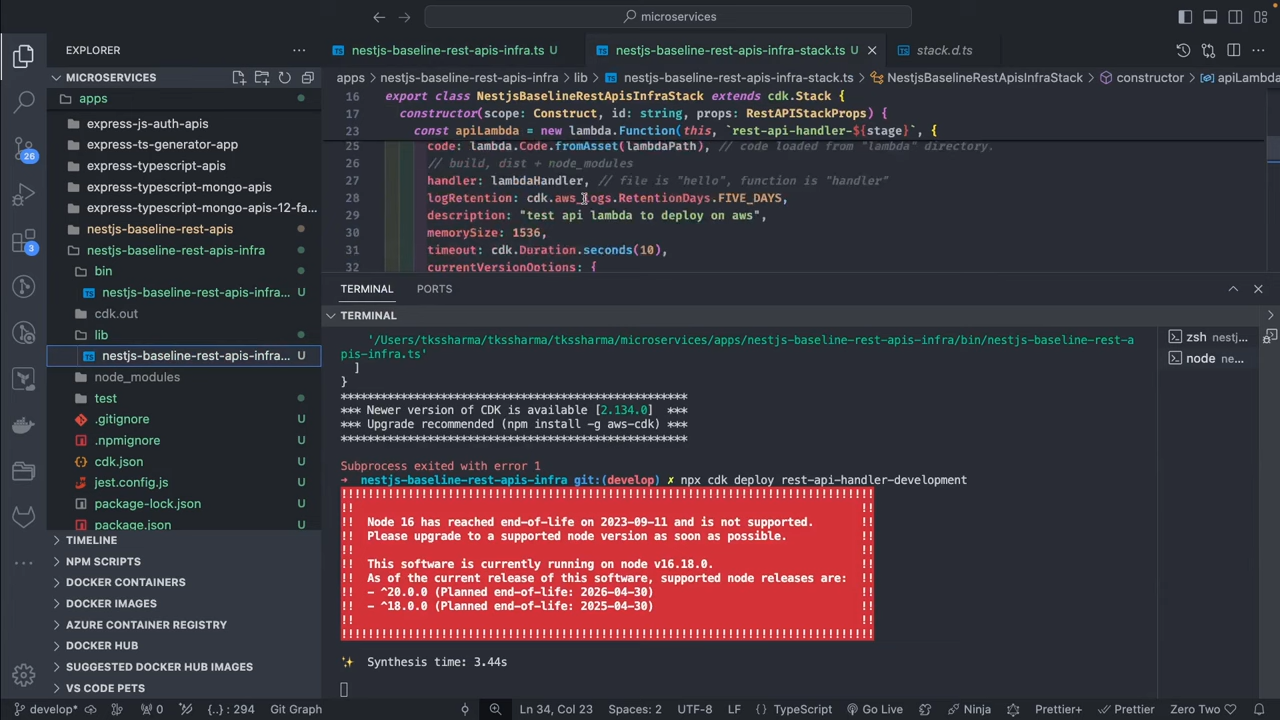 microservices
EXPLORER
nestjs-baseline-rest-apis-infra.ts U
nestjs-baseline-rest-apis-infra-stack.ts U
stack.d.ts
MICROSERVICES
apps > nestjs-baseline-rest-apis-infra > lib > nestjs-baseline-rest-apis-infra-stack.ts > NestjsBaselineRestApisInfraStack > constructor > apiLambda
apps
express-js-auth-apis
express-ts-generator-app
express-typescript-apis
express-typescript-mongo-apis
express-typescript-mongo-apis-12-fa...
nestjs-baseline-rest-apis
nestjs-baseline-rest-apis-infra
bin
nestjs-baseline-rest-apis-infra... U
cdk.out
lib
nestjs-baseline-rest-apis-infra... U
node_modules
test
.gitignore U
.npmignore U
cdk.json U
jest.config.js U
package-lock.json U
package.json U
TIMELINE
NPM SCRIPTS
DOCKER CONTAINERS
DOCKER IMAGES
AZURE CONTAINER REGISTRY
DOCKER HUB
SUGGESTED DOCKER HUB IMAGES
VS CODE PETS
26
3
16 export class NestjsBaselineRestApisInfraStack extends cdk.Stack {
17 constructor(scope: Construct, id: string, props: RestAPIStackProps) {
23 const apiLambda = new lambda.Function(this, `rest-api-handler-${stage}`, {
25 code: lambda.Code.fromAsset(lambdaPath), // code loaded from "lambda" directory.
26 // build, dist + node_modules
27 handler: lambdaHandler, // file is "hello", function is "handler"
28 logRetention: cdk.aws_logs.RetentionDays.FIVE_DAYS,
29 description: "test api lambda to deploy on aws",
30 memorySize: 1536,
31 timeout: cdk.Duration.seconds(10),
32 currentVersionOptions: {
TERMINAL PORTS
TERMINAL
'/Users/tkssharma/tkssharma/tkssharma/microservices/apps/nestjs-baseline-rest-apis-infra/bin/nestjs-baseline-rest-a
pis-infra.ts'
]
}
***************************************************
*** Newer version of CDK is available [2.134.0] ***
*** Upgrade recommended (npm install -g aws-cdk) ***
***************************************************
Subprocess exited with error 1
→ nestjs-baseline-rest-apis-infra git:(develop) ✗ npx cdk deploy rest-api-handler-development
!!!!!!!!!!!!!!!!!!!!!!!!!!!!!!!!!!!!!!!!!!!!!!!!!!!!!!!!!!!!!!!!!!!!!!!!!!!!
!! !!
!! Node 16 has reached end-of-life on 2023-09-11 and is not supported. !!
!! Please upgrade to a supported node version as soon as possible. !!
!! !!
!! This software is currently running on node v16.18.0. !!
!! As of the current release of this software, supported node releases are: !!
!! - ^20.0.0 (Planned end-of-life: 2026-04-30) !!
!! - ^18.0.0 (Planned end-of-life: 2025-04-30) !!
!! !!
!!!!!!!!!!!!!!!!!!!!!!!!!!!!!!!!!!!!!!!!!!!!!!!!!!!!!!!!!!!!!!!!!!!!!!!!!!!!
✨ Synthesis time: 3.44s
zsh nestj...
node ne...
develop* 0 {..} : 294 Git Graph Ln 34, Col 23 Spaces: 2 UTF-8 LF {} TypeScript Go Live Ninja Prettier+ Prettier Zero Two